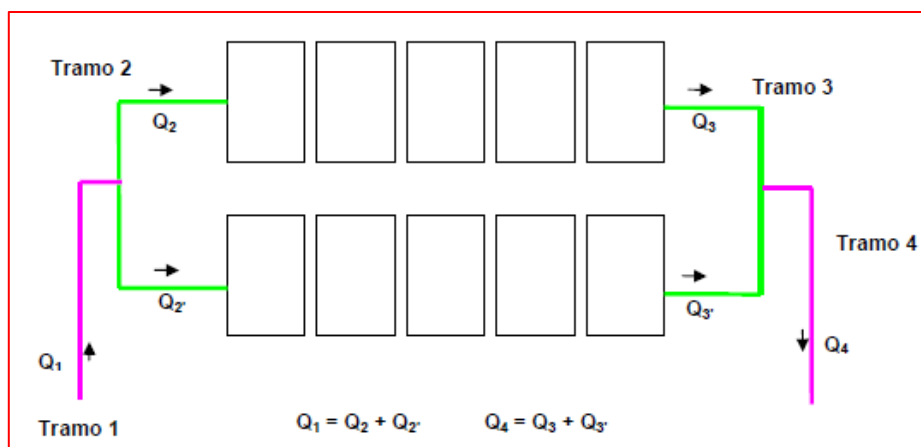 Tramo 2
Q₂
Q₃
Tramo 3
Q₂'
Q₃'
Tramo 4
Q₁
Q₄
Tramo 1
Q₁ = Q₂ + Q₂'
Q₄ = Q₃ + Q₃'